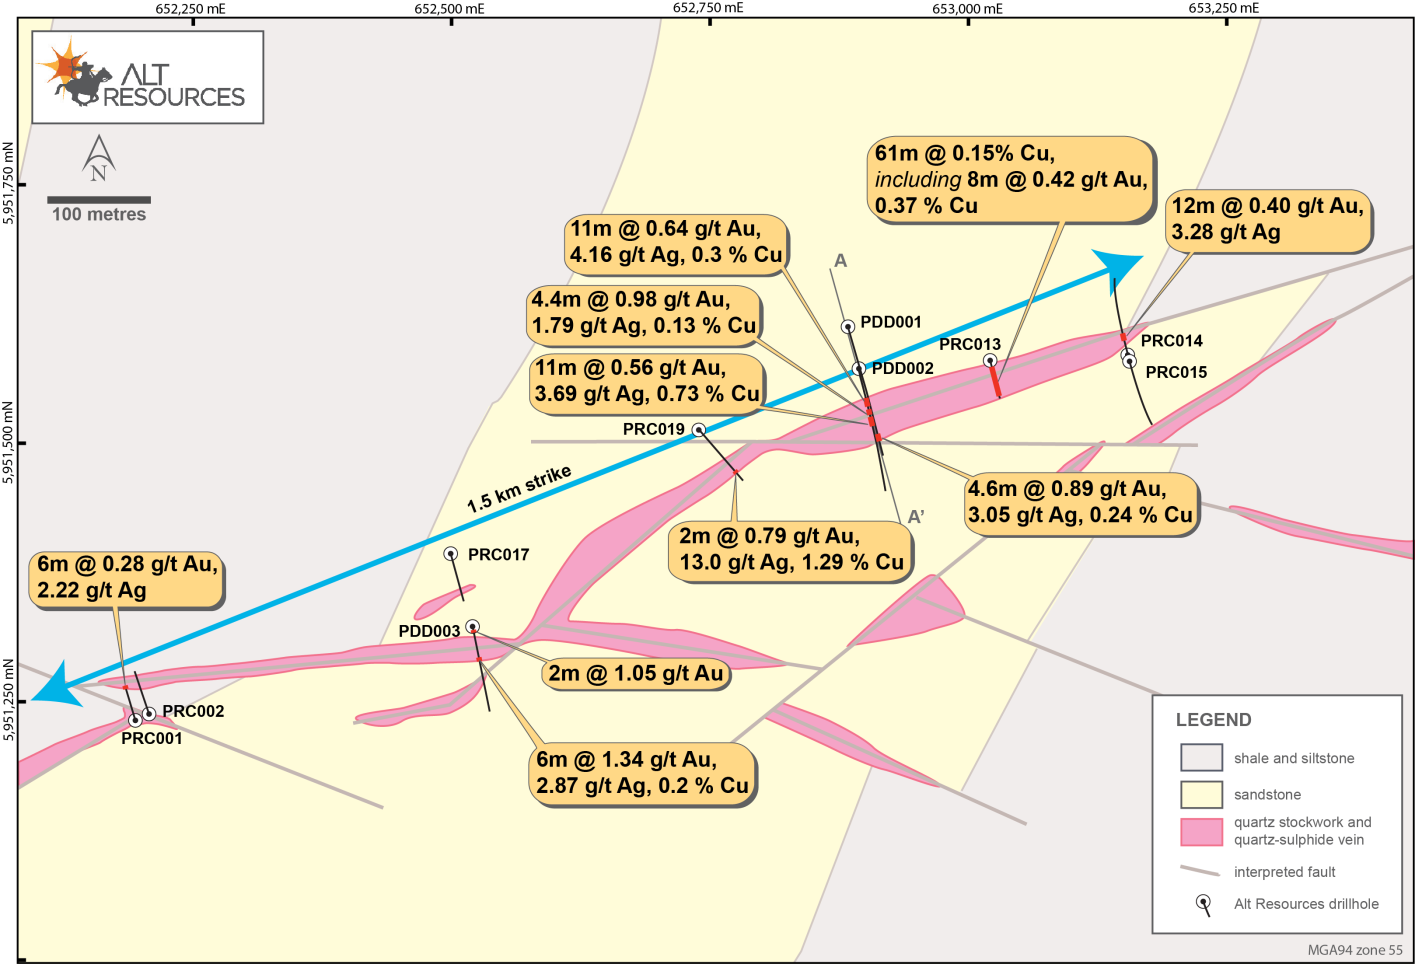 652,250 mE
652,500 mE
652,750 mE
653,000 mE
653,250 mE
ALT
RESOURCES
N
100 metres
5,951,750 mN
5,951,500 mN
5,951,250 mN
61m @ 0.15% Cu,
including 8m @ 0.42 g/t Au,
0.37 % Cu
12m @ 0.40 g/t Au,
3.28 g/t Ag
11m @ 0.64 g/t Au,
4.16 g/t Ag, 0.3 % Cu
A
4.4m @ 0.98 g/t Au,
1.79 g/t Ag, 0.13 % Cu
PDD001
PRC013
PRC014
PDD002
PRC015
11m @ 0.56 g/t Au,
3.69 g/t Ag, 0.73 % Cu
PRC019
1.5 km strike
4.6m @ 0.89 g/t Au,
3.05 g/t Ag, 0.24 % Cu
A'
2m @ 0.79 g/t Au,
13.0 g/t Ag, 1.29 % Cu
PRC017
6m @ 0.28 g/t Au,
2.22 g/t Ag
PDD003
2m @ 1.05 g/t Au
PRC002
PRC001
6m @ 1.34 g/t Au,
2.87 g/t Ag, 0.2 % Cu
LEGEND
shale and siltstone
sandstone
quartz stockwork and
quartz-sulphide vein
interpreted fault
Alt Resources drillhole
MGA94 zone 55